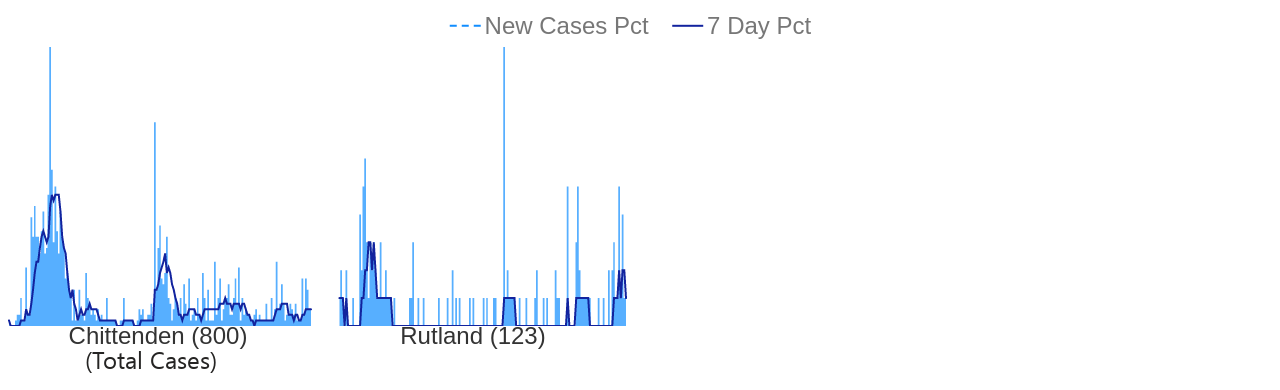 New Cases Pct 7 Day Pct
Chittenden (800) Rutland (123)
(Total Cases)